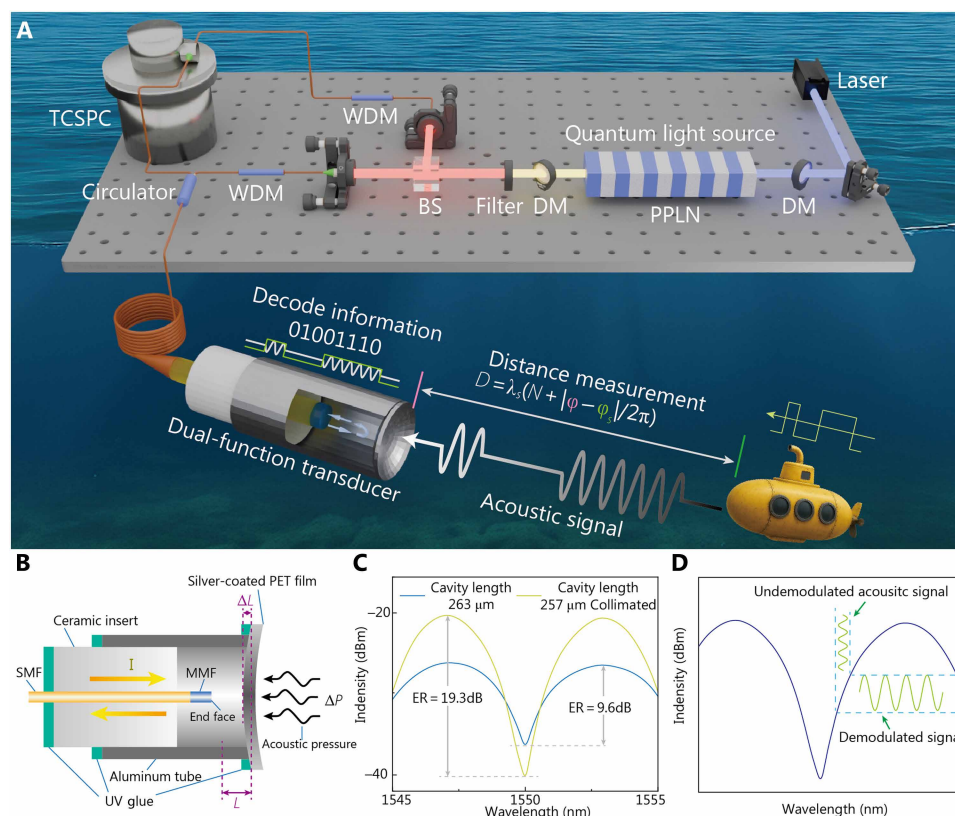 A
TCSPC
WDM
Laser
Quantum light source
Circulator
WDM
BS
Filter
DM
PPLN
DM
Decode information
01001110
Distance measurement
D = λs(N + |φ − φs|/2π)
Dual-function transducer
Acoustic signal
B
Silver-coated PET film
ΔL
Ceramic insert
I
SMF
MMF
End face
ΔP
Acoustic pressure
Aluminum tube
UV glue
L
C
Cavity length
263 μm
Cavity length
257 μm Collimated
−20
Indensity (dBm)
ER = 19.3dB
ER = 9.6dB
−40
1545
1550
1555
Wavelength (nm)
D
Undemodulated acousitc signal
Indensity (dBm)
Demodulated signal
Wavelength (nm)